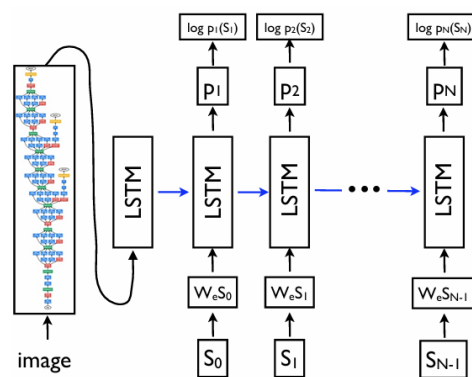 log p1(S1) log p2(S2) log pN(SN)
p1 p2 pN
LSTM LSTM LSTM LSTM
WeS0 WeS1 WeSN-1
image S0 S1 SN-1